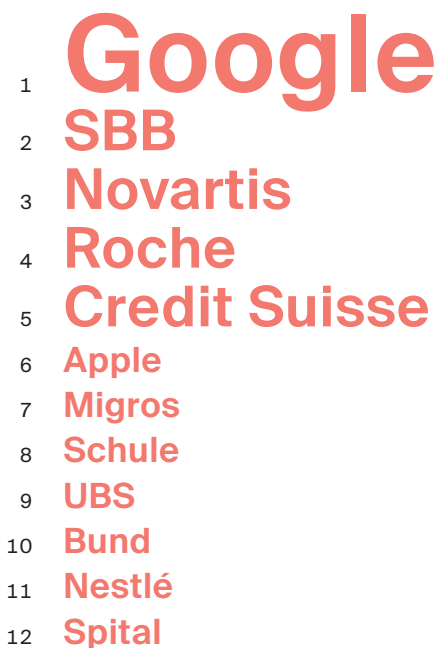 1 Google
2 SBB
3 Novartis
4 Roche
5 Credit Suisse
6 Apple
7 Migros
8 Schule
9 UBS
10 Bund
11 Nestlé
12 Spital